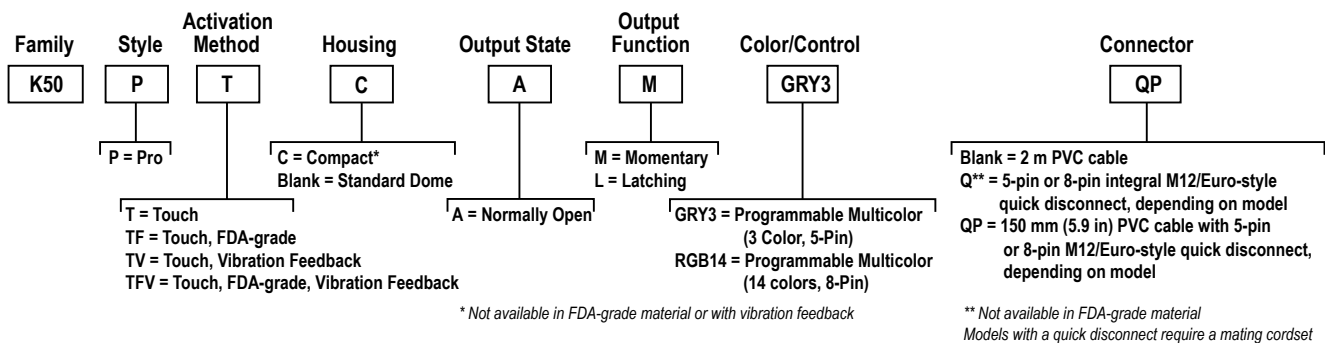 Family
Style
Activation
Method
Housing
Output State
Output
Function
Color/Control
Connector
K50
P
T
C
A
M
GRY3
QP
P = Pro
C = Compact*
Blank = Standard Dome
M = Momentary
L = Latching
Blank = 2 m PVC cable
Q** = 5-pin or 8-pin integral M12/Euro-style
quick disconnect, depending on model
QP = 150 mm (5.9 in) PVC cable with 5-pin
or 8-pin M12/Euro-style quick disconnect,
depending on model
T = Touch
TF = Touch, FDA-grade
TV = Touch, Vibration Feedback
TFV = Touch, FDA-grade, Vibration Feedback
A = Normally Open
GRY3 = Programmable Multicolor
(3 Color, 5-Pin)
RGB14 = Programmable Multicolor
(14 colors, 8-Pin)
* Not available in FDA-grade material or with vibration feedback
** Not available in FDA-grade material
Models with a quick disconnect require a mating cordset